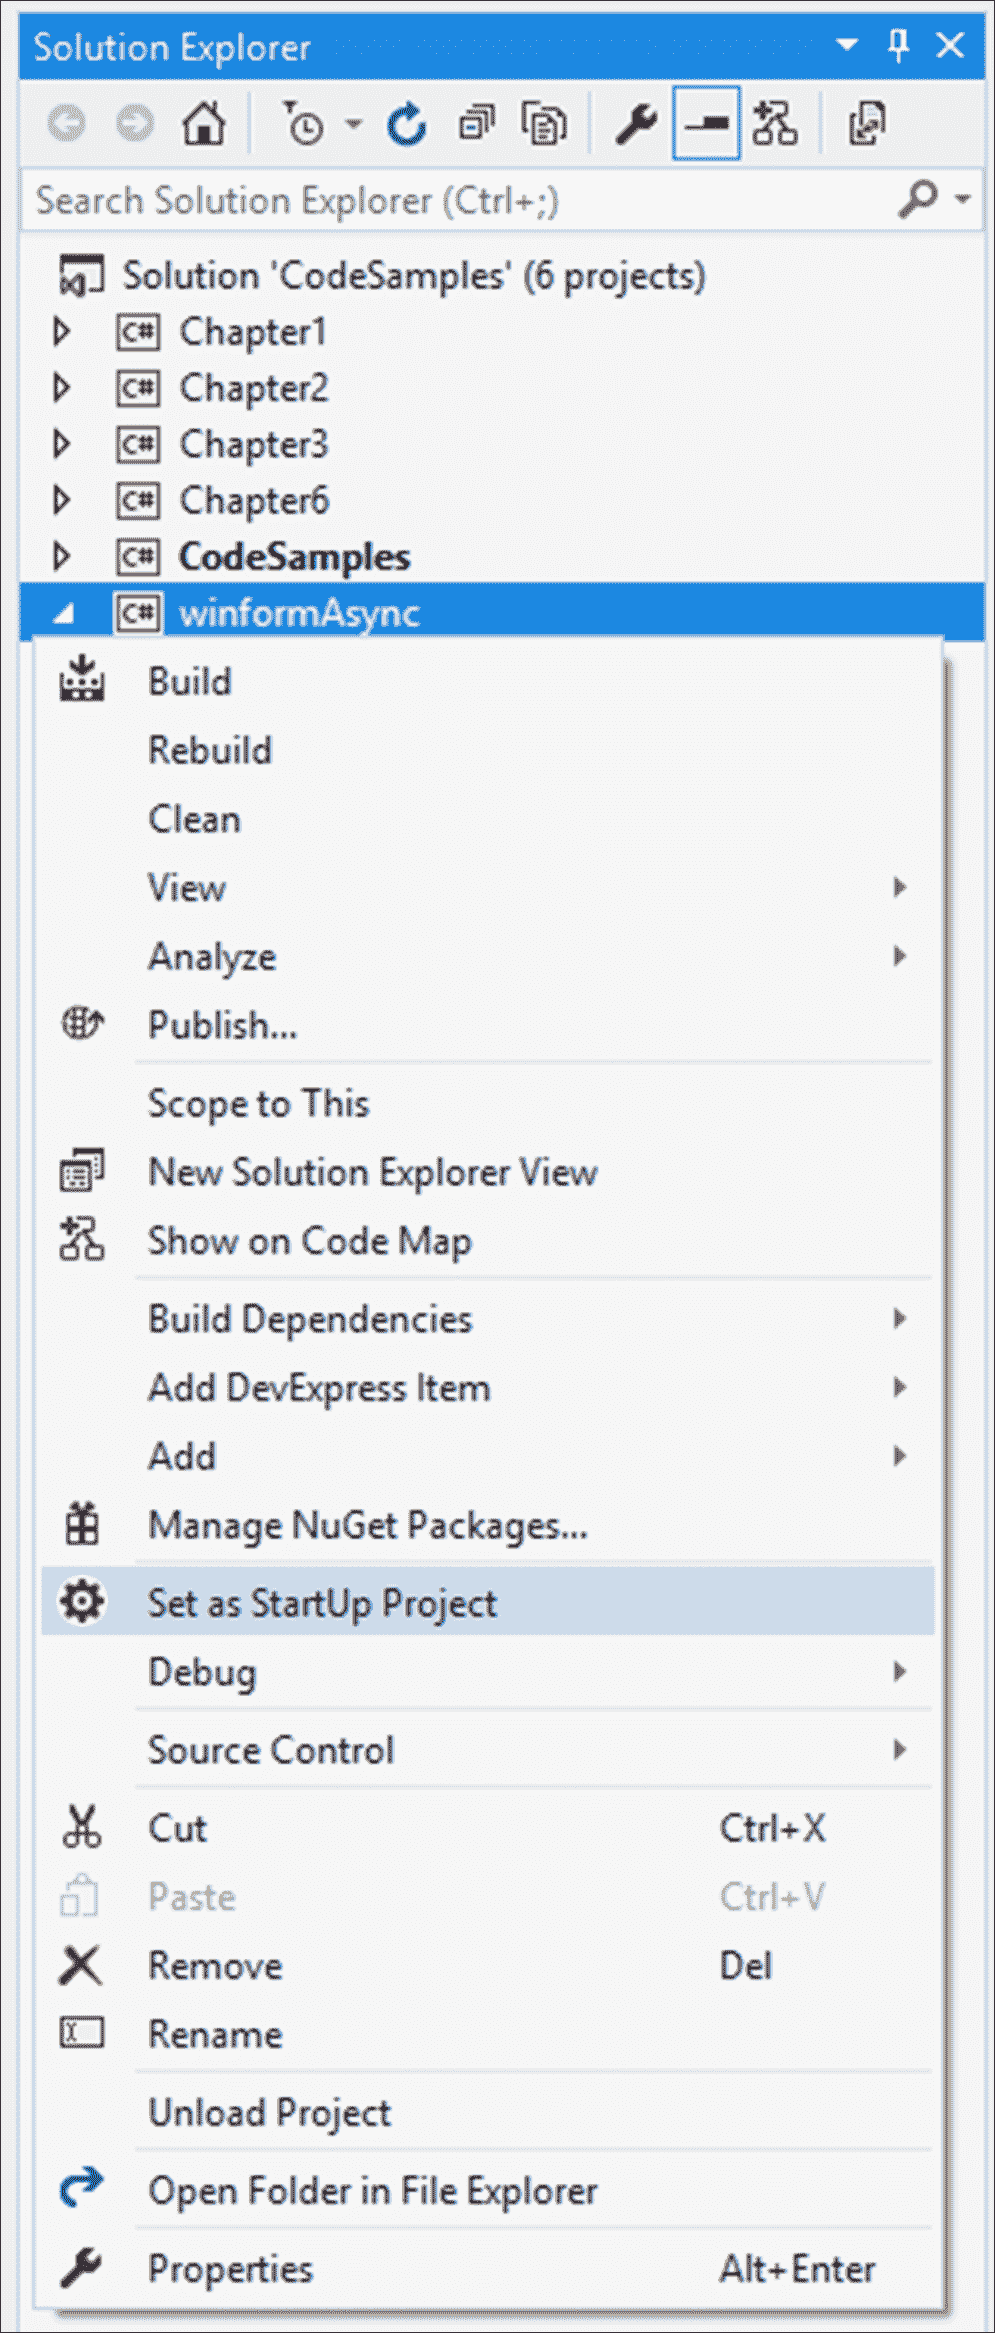 Solution Explorer
Search Solution Explorer (Ctrl+;)
Solution 'CodeSamples' (6 projects)
C# Chapter1
C# Chapter2
C# Chapter3
C# Chapter6
C# CodeSamples
C# winformAsync
Build
Rebuild
Clean
View
Analyze
Publish...
Scope to This
New Solution Explorer View
Show on Code Map
Build Dependencies
Add DevExpress Item
Add
Manage NuGet Packages...
Set as StartUp Project
Debug
Source Control
Cut Ctrl+X
Paste Ctrl+V
Remove Del
Rename
Unload Project
Open Folder in File Explorer
Properties Alt+Enter